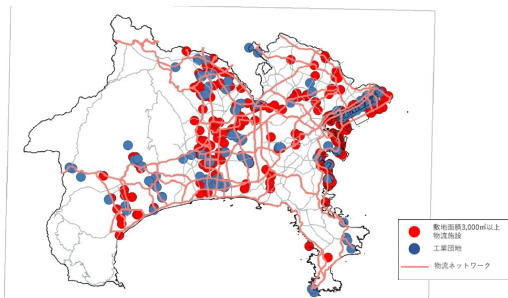 敷地面積3,000㎡以上
物流施設
工業団地
物流ネットワーク